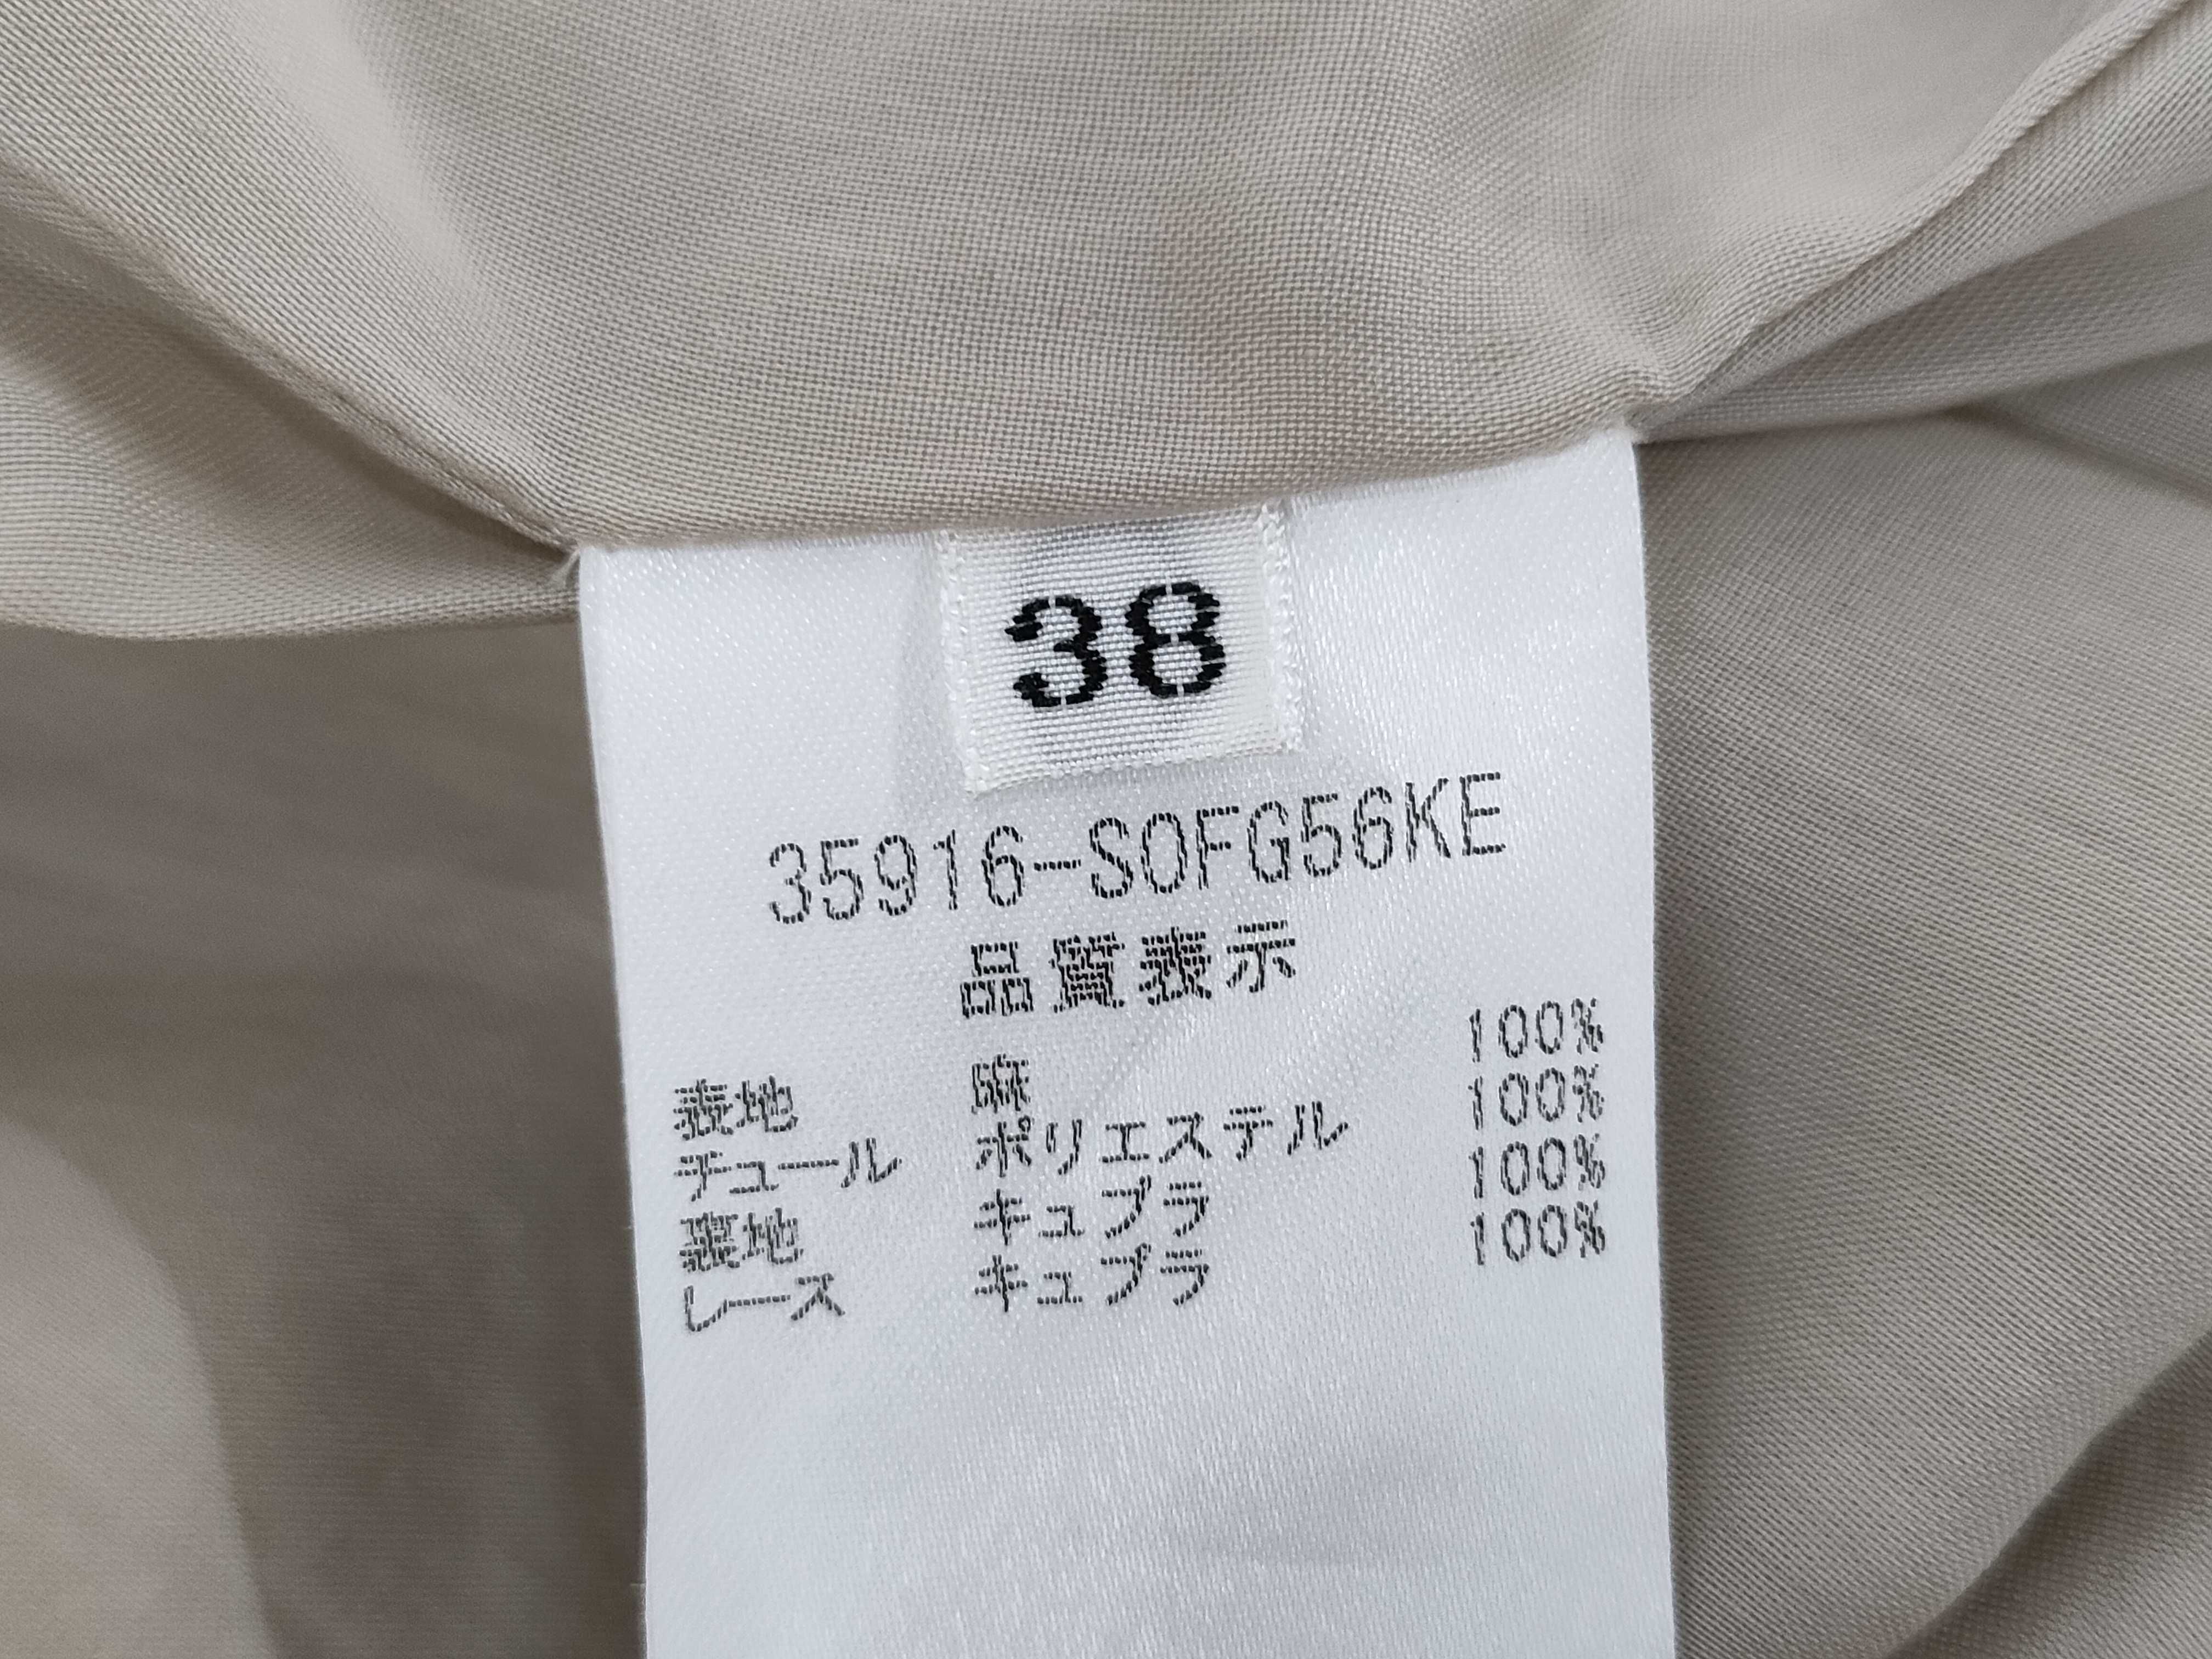 38
35916-SOFG56KE
品質表示
表地 麻 100%
チュール ポリエステル 100%
裏地 キュプラ 100%
レース キュプラ 100%